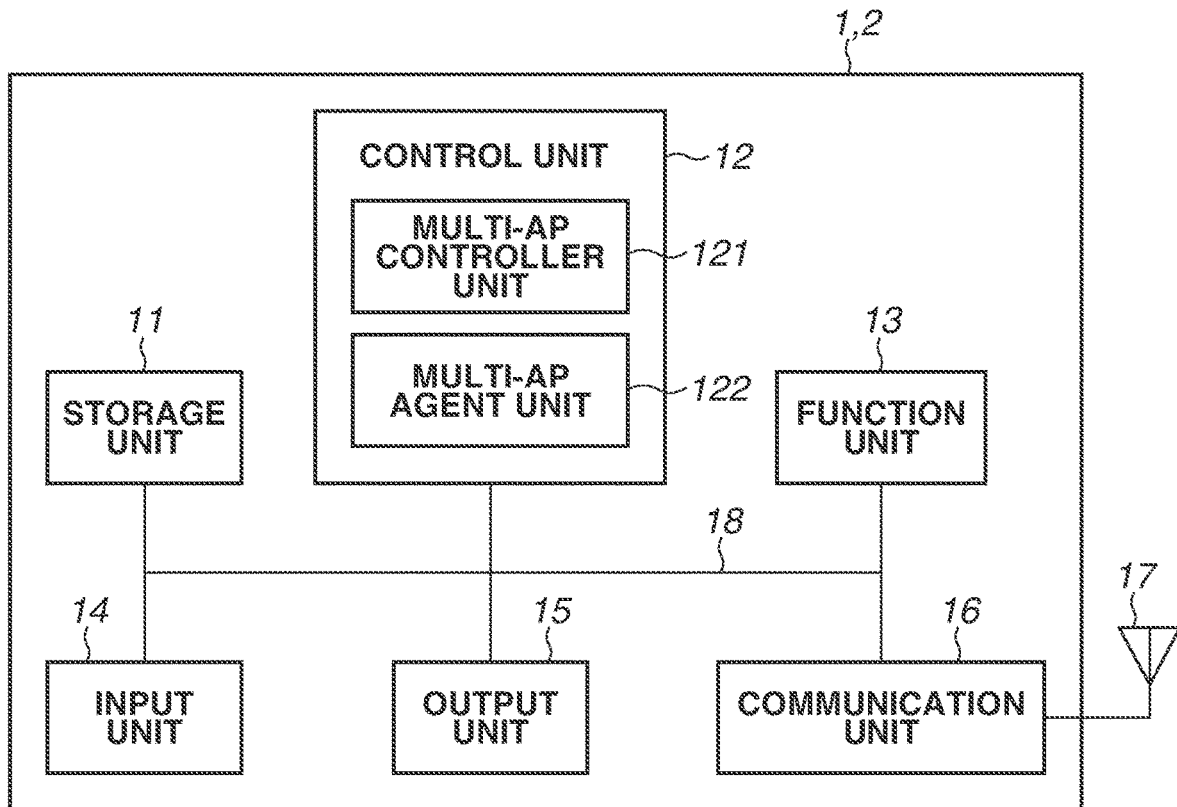 1,2
CONTROL UNIT
12
MULTI-AP
CONTROLLER
UNIT
121
MULTI-AP
AGENT UNIT
122
11
STORAGE
UNIT
13
FUNCTION
UNIT
18
14
INPUT
UNIT
15
OUTPUT
UNIT
16
COMMUNICATION
UNIT
17